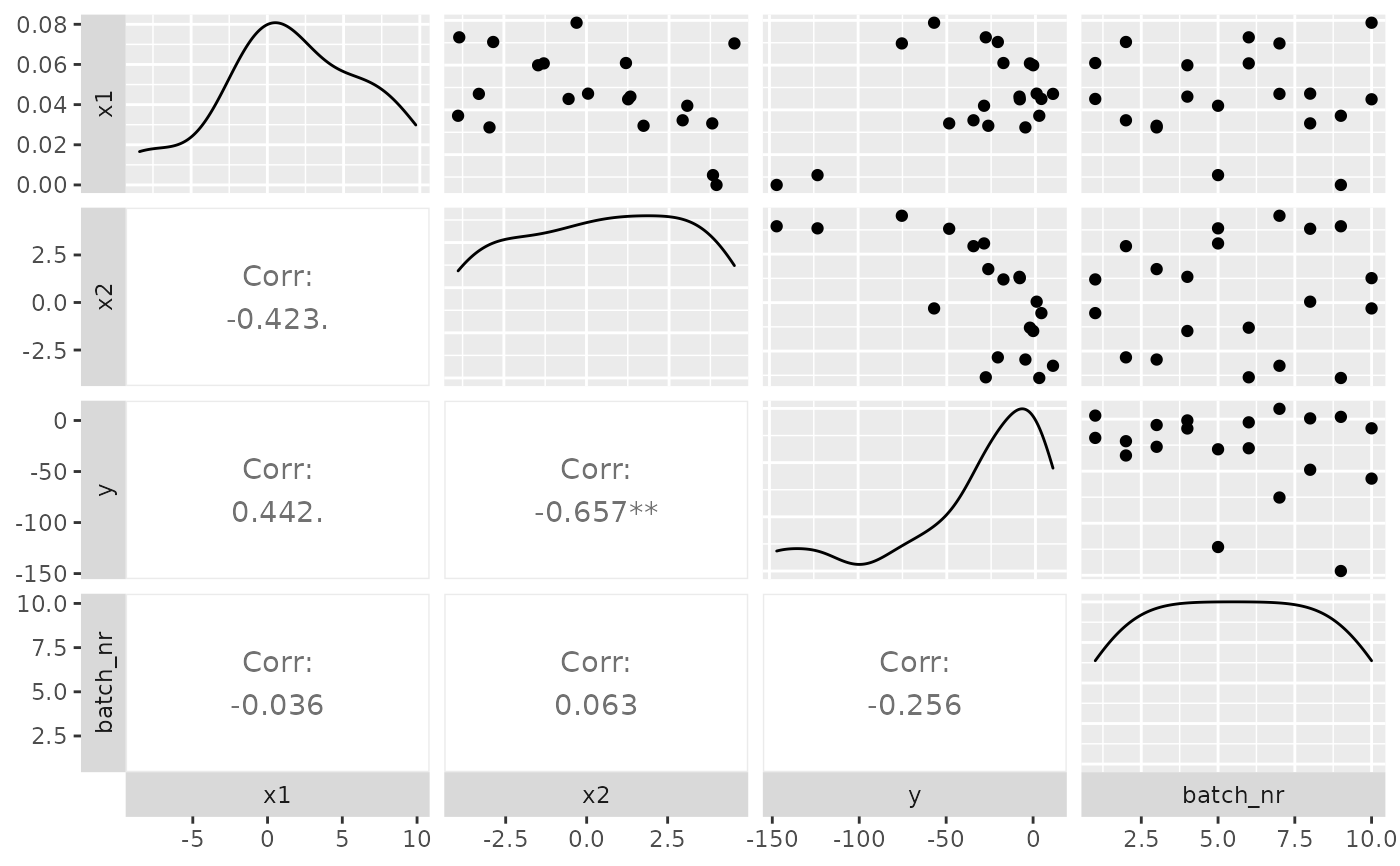 0.08
0.06
0.04
0.02
0.00
x1
2.5
0.0
-2.5
x2
Corr:
-0.423.
0
-50
-100
-150
y
Corr:
0.442.
Corr:
-0.657**
10.0
7.5
5.0
2.5
batch_nr
Corr:
-0.036
Corr:
0.063
Corr:
-0.256
x1 x2 y batch_nr
-5 0 5 10 -2.5 0.0 2.5 -150 -100 -50 0 2.5 5.0 7.5 10.0